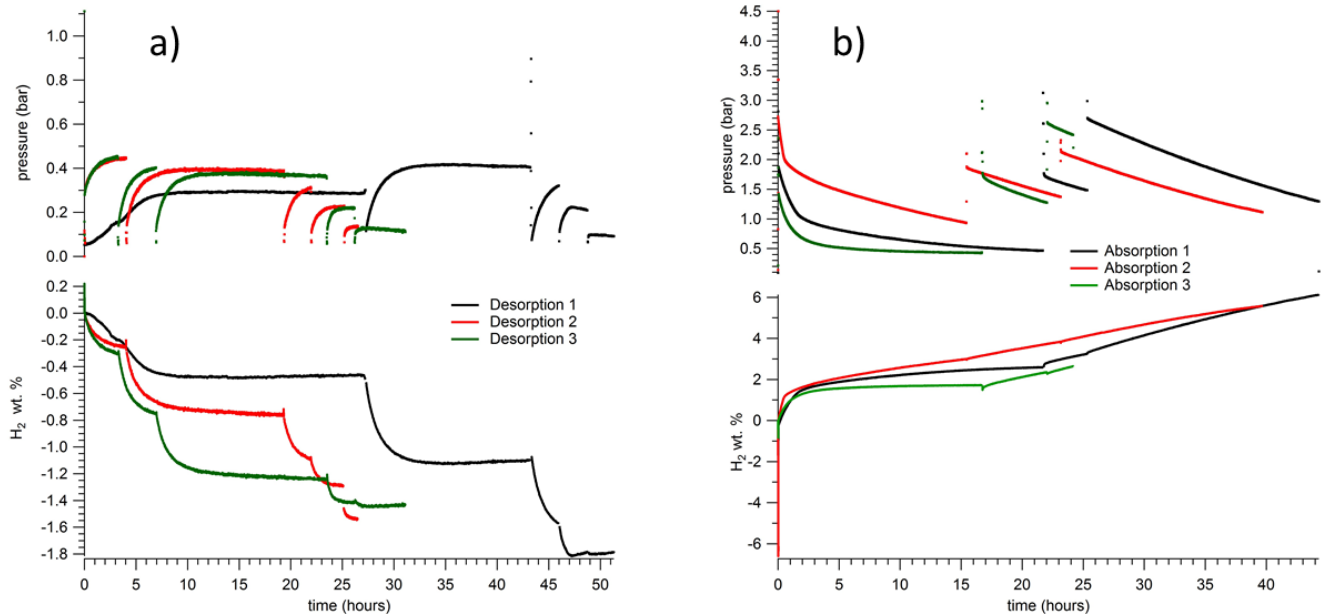 a)
pressure (bar)
1.0
0.8
0.6
0.4
0.2
0.0
H2 wt. %
0.2
0.0
-0.2
-0.4
-0.6
-0.8
-1.0
-1.2
-1.4
-1.6
-1.8
Desorption 1
Desorption 2
Desorption 3
0 5 10 15 20 25 30 35 40 45 50
time (hours)
b)
pressure (bar)
4.5
4.0
3.5
3.0
2.5
2.0
1.5
1.0
0.5
Absorption 1
Absorption 2
Absorption 3
H2 wt. %
6
4
2
0
-2
-4
-6
0 5 10 15 20 25 30 35 40
time (hours)